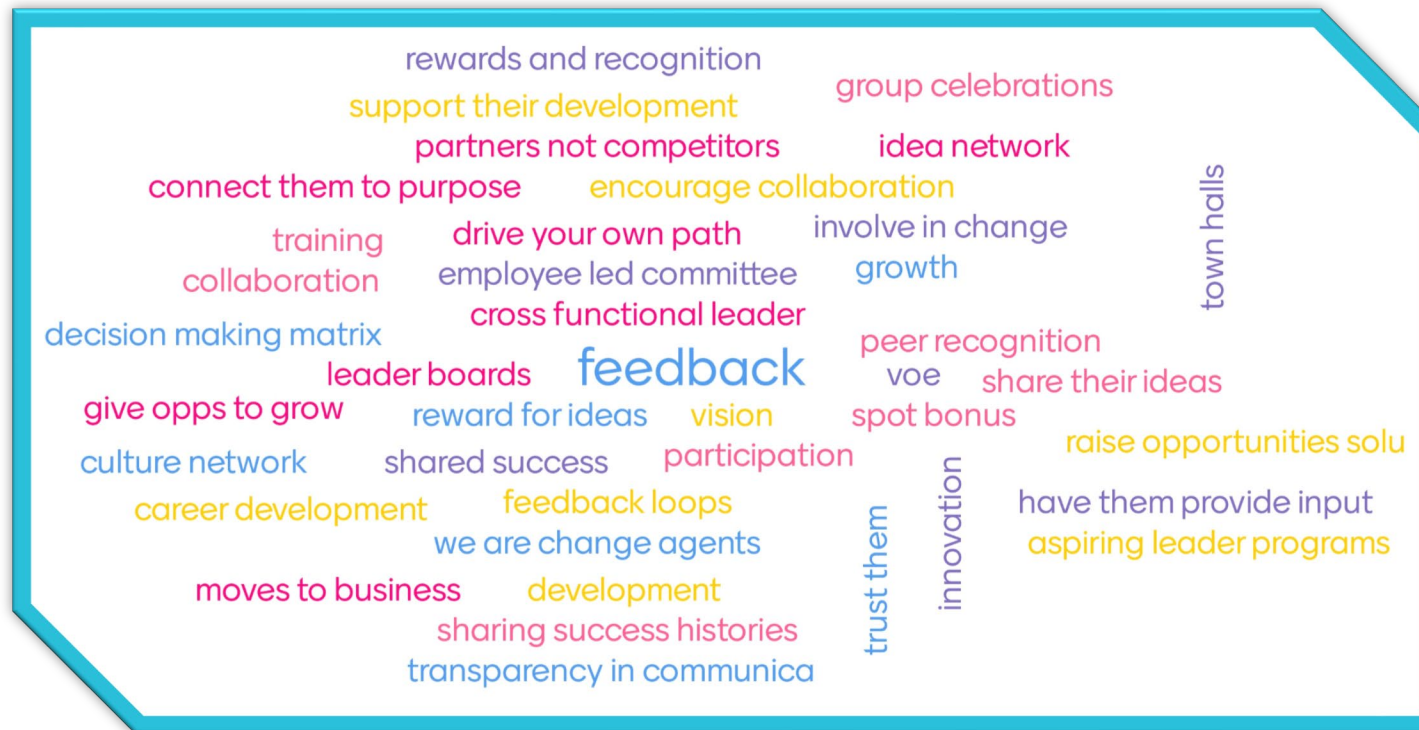 rewards and recognition
group celebrations
support their development
partners not competitors
idea network
connect them to purpose
encourage collaboration
town halls
training
drive your own path
involve in change
collaboration
employee led committee
growth
cross functional leader
decision making matrix
peer recognition
leader boards
feedback
voe
share their ideas
give opps to grow
reward for ideas
vision
spot bonus
raise opportunities solu
culture network
shared success
participation
career development
feedback loops
innovation
have them provide input
we are change agents
trust them
aspiring leader programs
moves to business
development
sharing success histories
transparency in communica